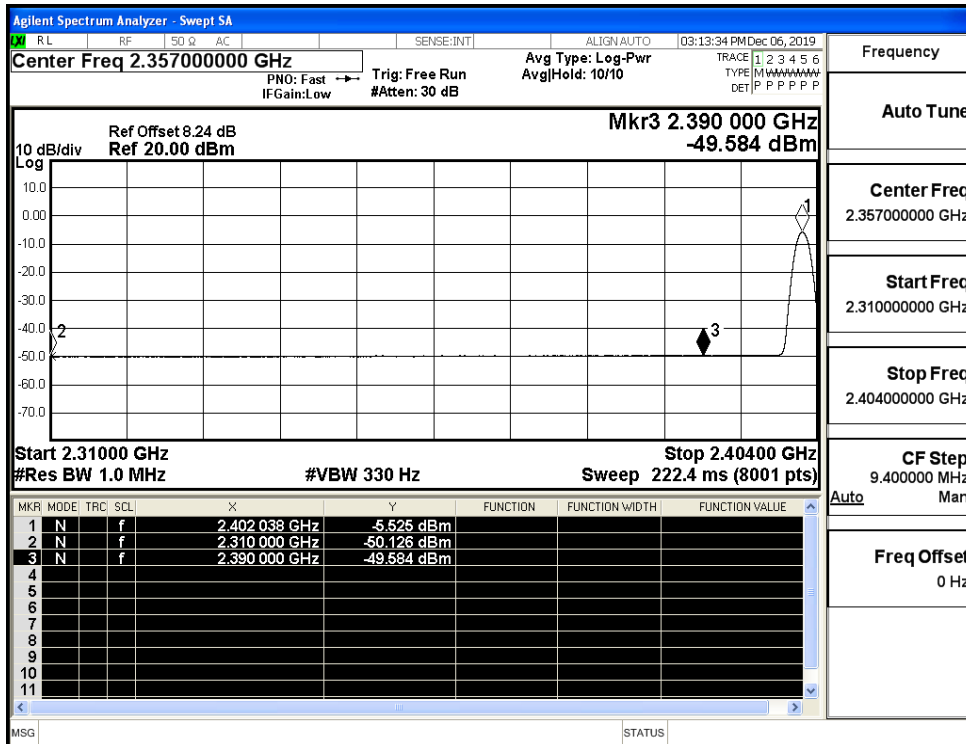 Agilent Spectrum Analyzer - Swept SA
LXI RL RF 50 Ω AC SENSE:INT ALIGN AUTO 03:13:34 PM Dec 06, 2019
Center Freq 2.357000000 GHz
PNO: Fast
IFGain:Low
Trig: Free Run
#Atten: 30 dB
Avg Type: Log-Pwr
Avg|Hold: 10/10
TRACE 1 2 3 4 5 6
TYPE M WWWWW
DET P P P P P P
Mkr3 2.390 000 GHz
-49.584 dBm
Ref Offset 8.24 dB
10 dB/div Ref 20.00 dBm
Log
10.0
0.00
-10.0
-20.0
-30.0
-40.0
-50.0
-60.0
-70.0
1
2
3
Start 2.31000 GHz Stop 2.40400 GHz
#Res BW 1.0 MHz #VBW 330 Hz Sweep 222.4 ms (8001 pts)
MKR MODE TRC SCL X Y FUNCTION FUNCTION WIDTH FUNCTION VALUE
1 N f 2.402 038 GHz -5.525 dBm
2 N f 2.310 000 GHz -50.126 dBm
3 N f 2.390 000 GHz -49.584 dBm
4
5
6
7
8
9
10
11
MSG STATUS
Frequency
Auto Tune
Center Freq
2.357000000 GHz
Start Freq
2.310000000 GHz
Stop Freq
2.404000000 GHz
CF Step
9.400000 MHz
Auto Man
Freq Offset
0 Hz